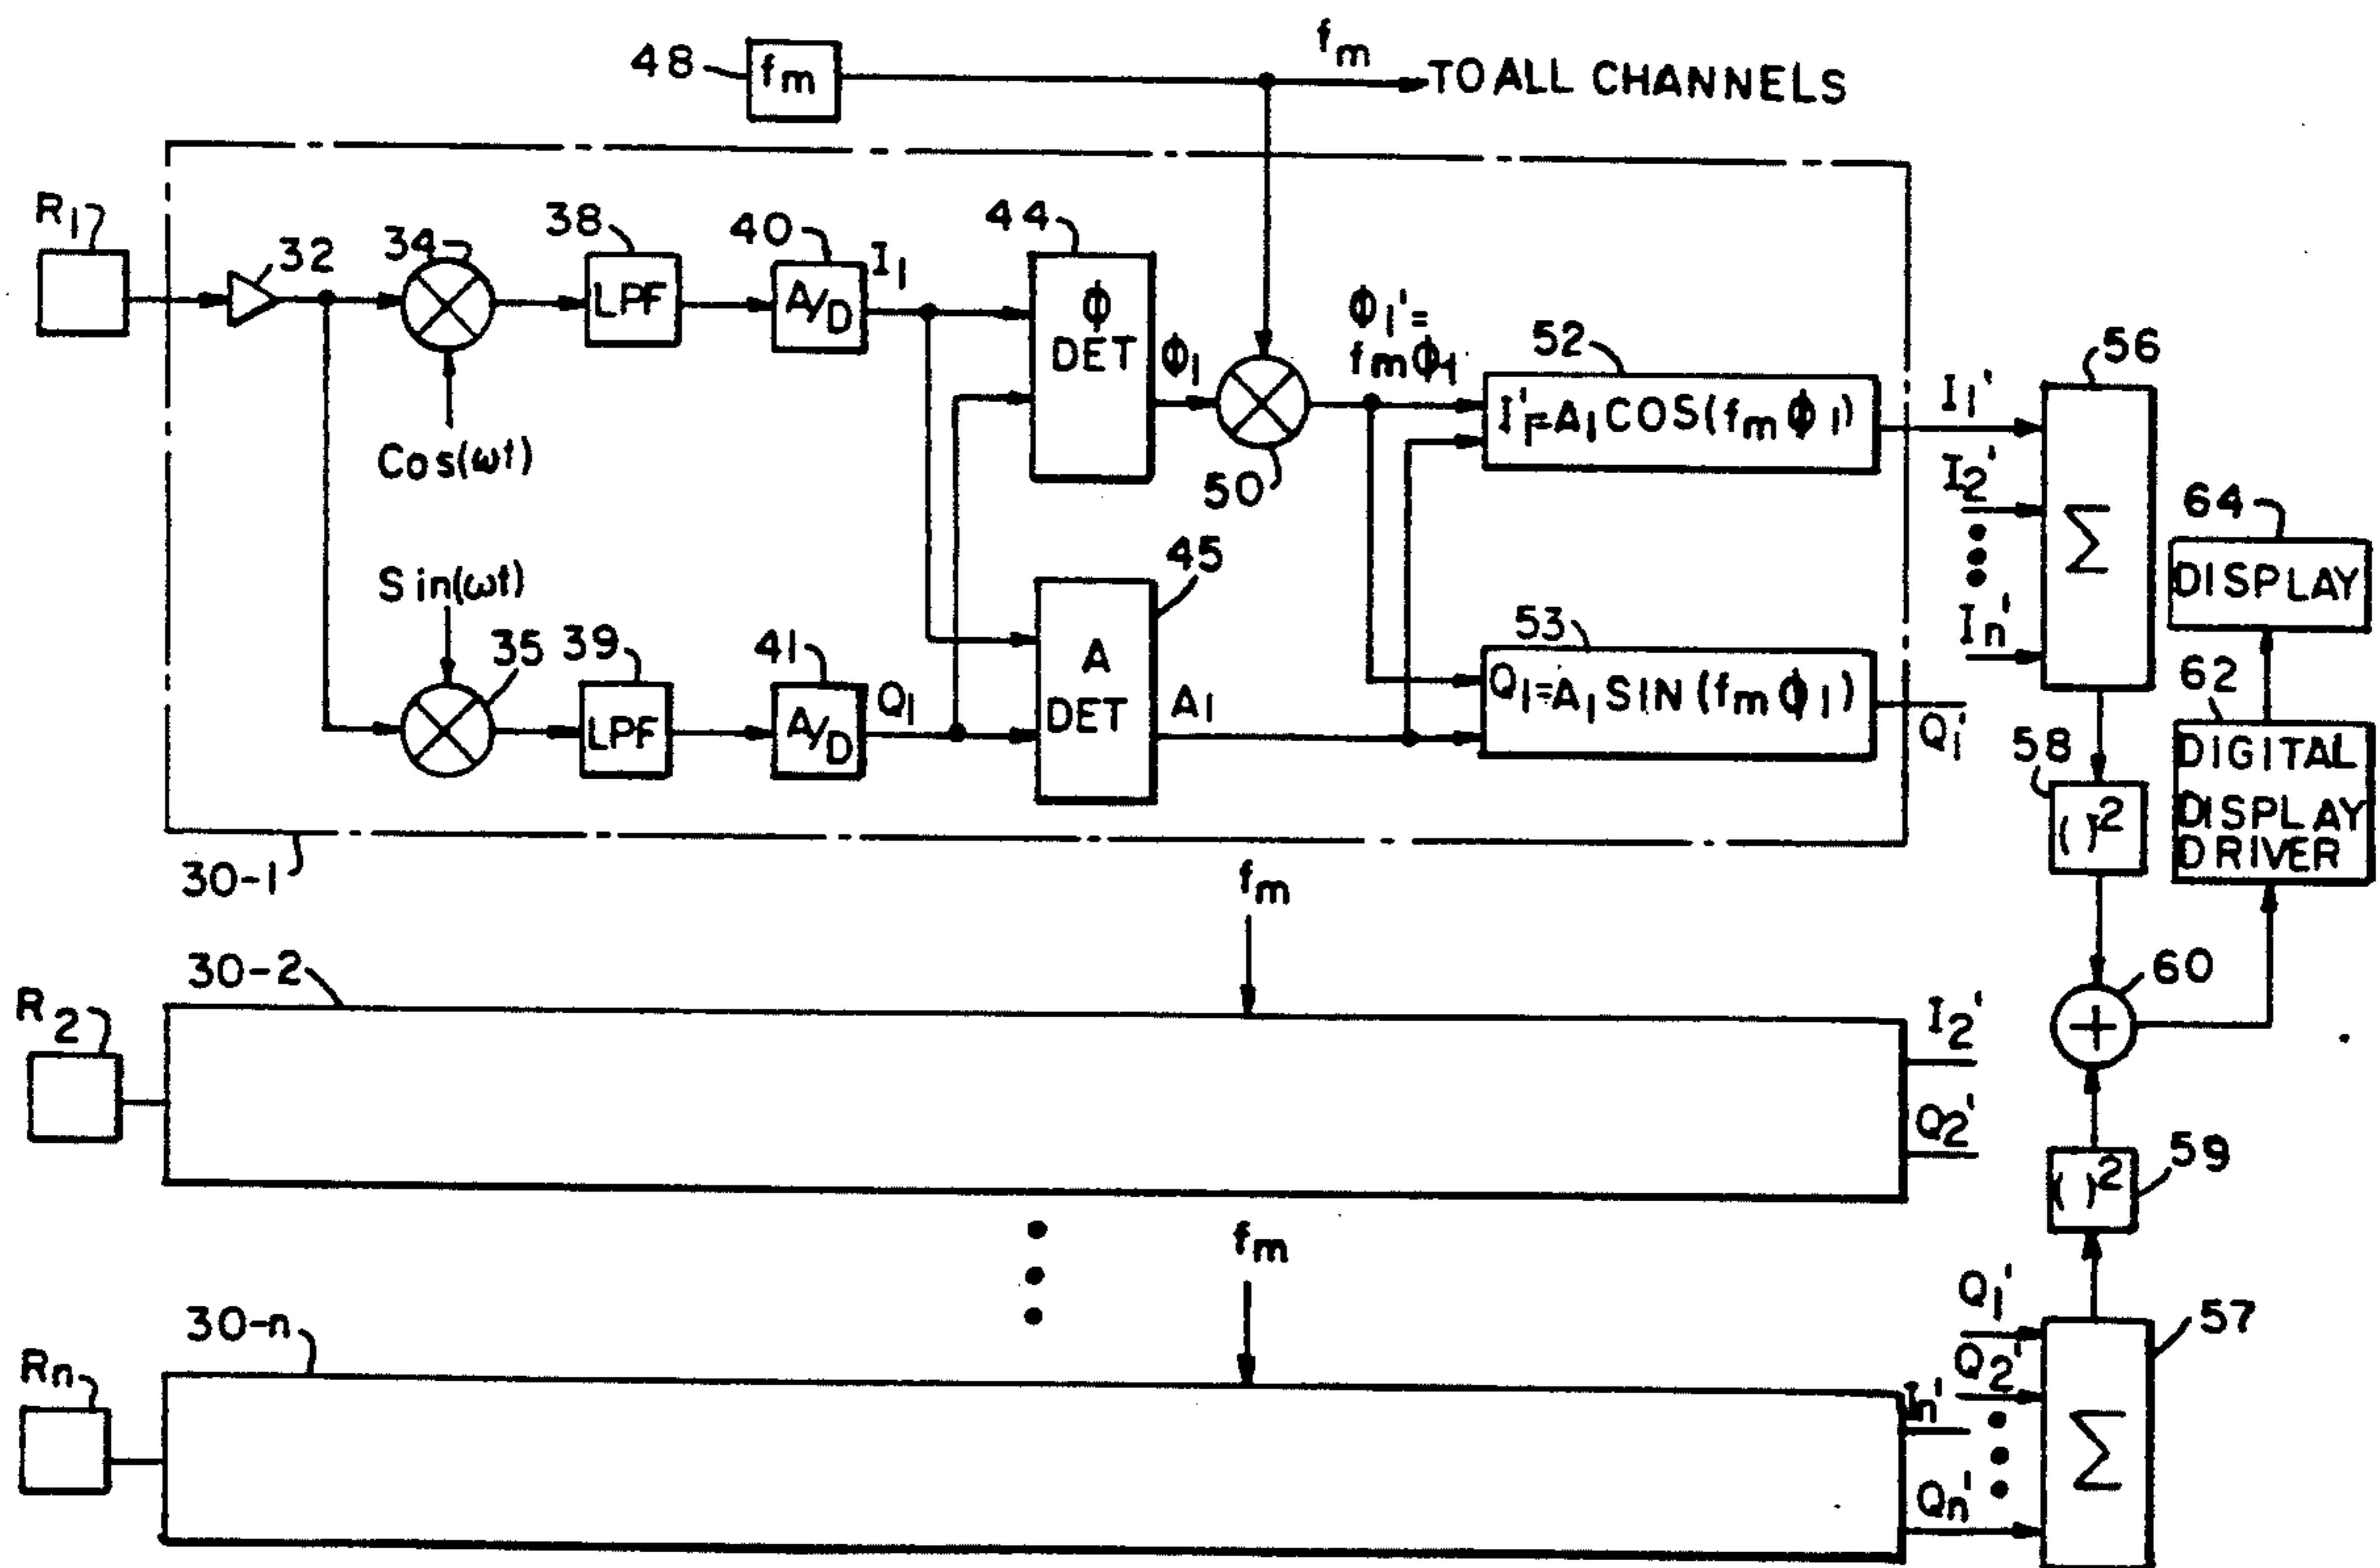 48
fm
fm
TO ALL CHANNELS
R1
32
34
38
LPF
40
A/D
I1
44
Φ
DET
Φ1
50
Φ1'=
fmΦ1
52
I1'=A1COS(fmΦ1)
I1'
I2'
In'
56
Σ
64
DISPLAY
Cos(ωt)
Sin(ωt)
35
39
LPF
41
A/D
Q1
45
A
DET
A1
53
Q1=A1SIN(fmΦ1)
Q1'
62
DIGITAL
DISPLAY
DRIVER
58
( )2
30-1
fm
30-2
R2
I2'
Q2'
60
+
59
( )2
fm
30-n
Rn
In'
Qn'
Q1'
Q2'
57
Σ